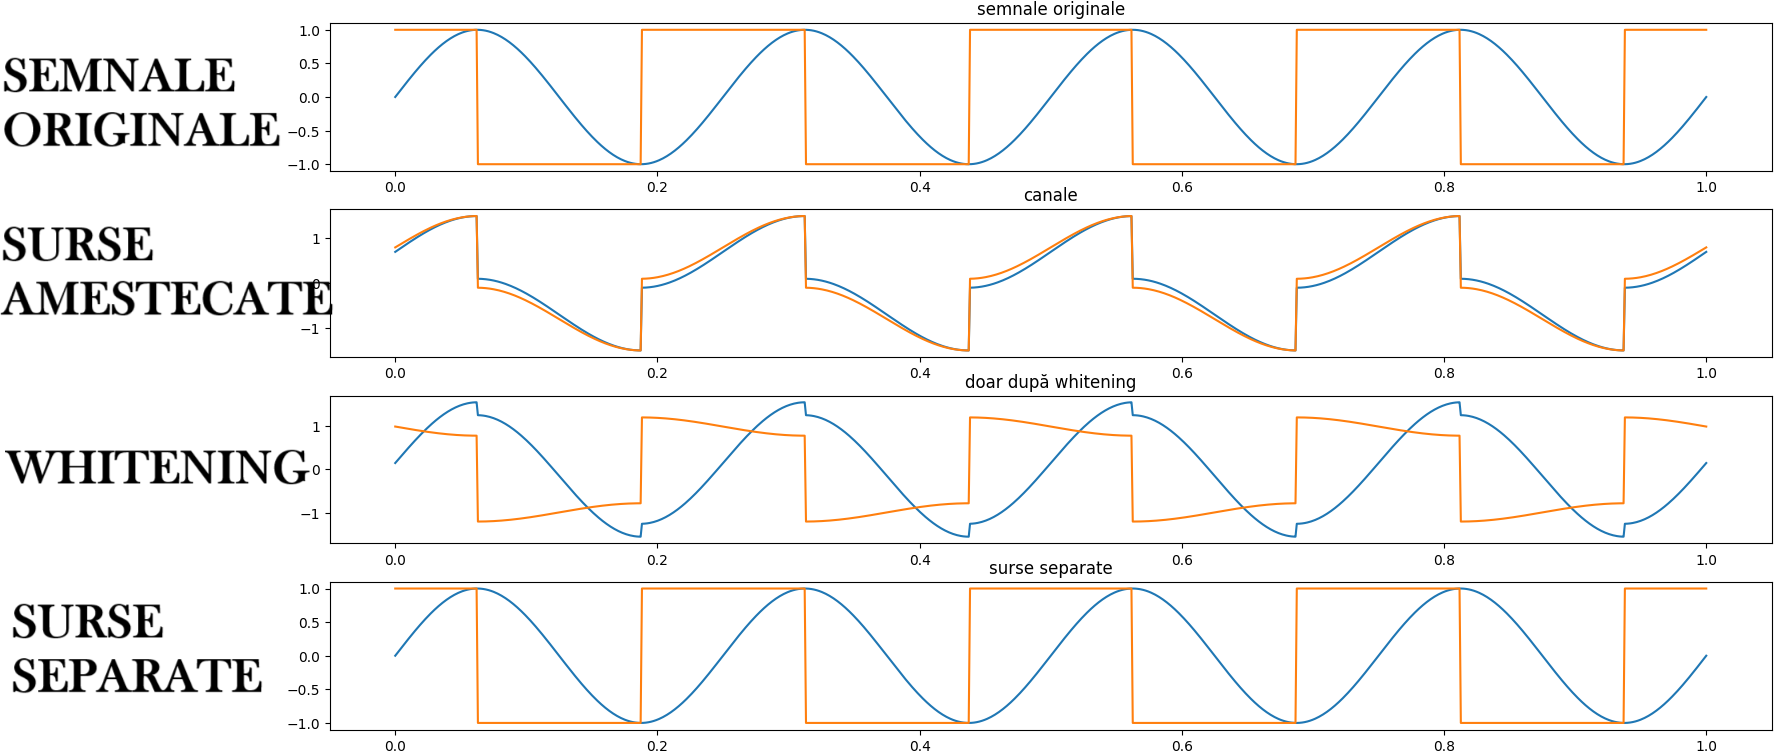 semnale originale
SEMNALE
ORIGINALE
1.0
0.5
0.0
−0.5
−1.0
0.0 0.2 0.4 0.6 0.8 1.0
canale
SURSE
AMESTECATE
1
0
−1
0.0 0.2 0.4 0.6 0.8 1.0
doar după whitening
WHITENING
1
0
−1
0.0 0.2 0.4 0.6 0.8 1.0
surse separate
SURSE
SEPARATE
1.0
0.5
0.0
−0.5
−1.0
0.0 0.2 0.4 0.6 0.8 1.0